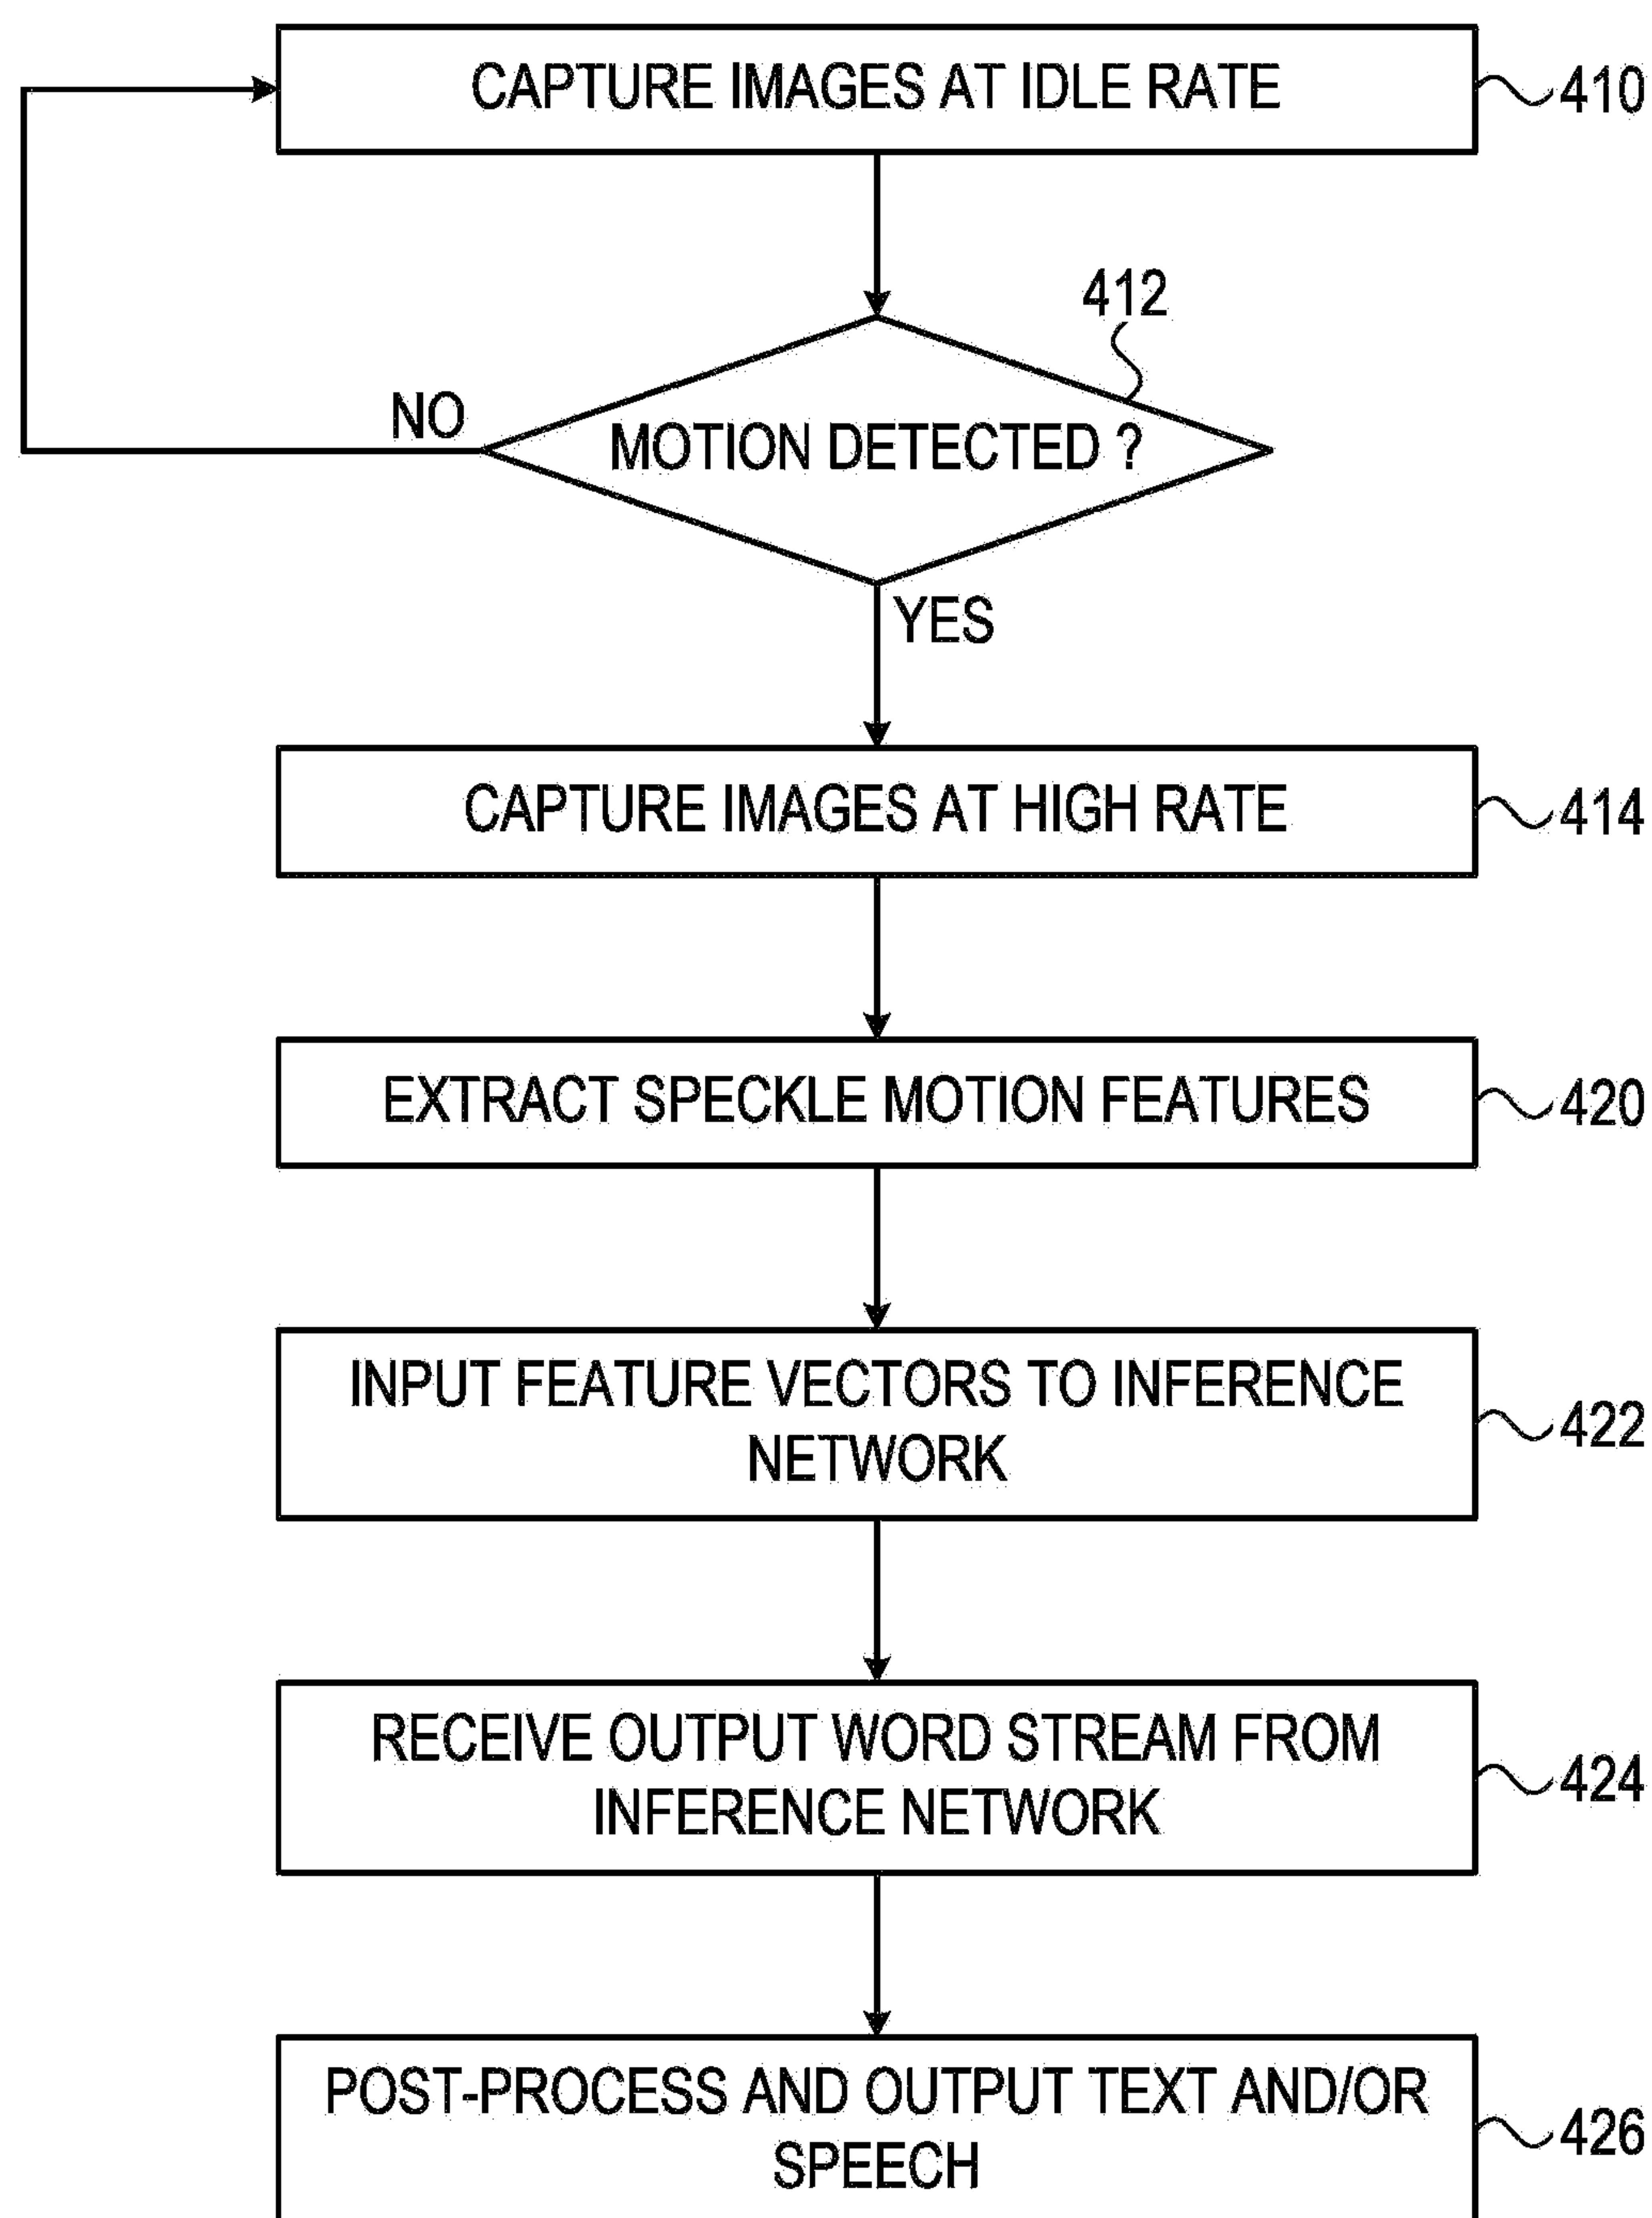 CAPTURE IMAGES AT IDLE RATE
410
412
NO
MOTION DETECTED ?
YES
CAPTURE IMAGES AT HIGH RATE
414
EXTRACT SPECKLE MOTION FEATURES
420
INPUT FEATURE VECTORS TO INFERENCE
NETWORK
422
RECEIVE OUTPUT WORD STREAM FROM
INFERENCE NETWORK
424
POST-PROCESS AND OUTPUT TEXT AND/OR
SPEECH
426